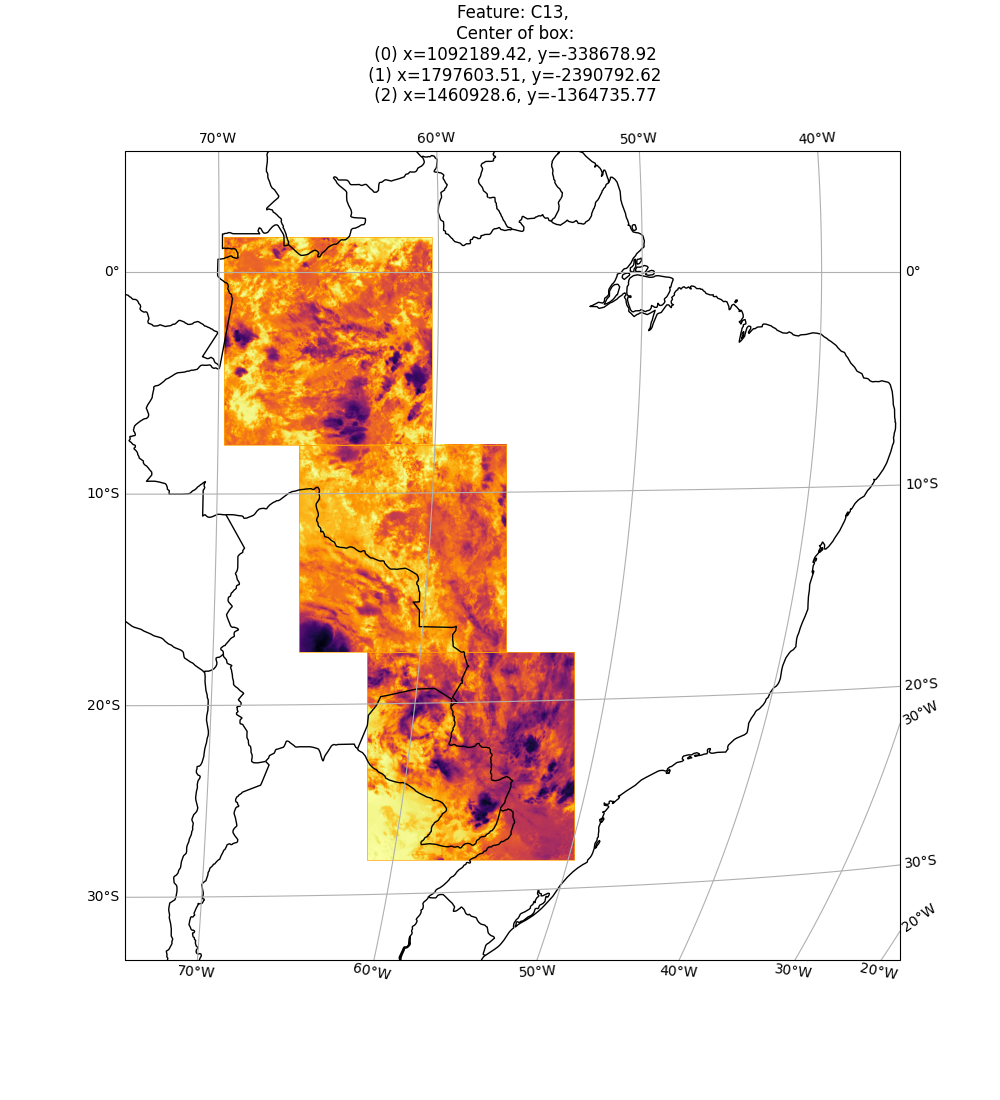 Feature: C13,
Center of box:
(0) x=1092189.42, y=-338678.92
(1) x=1797603.51, y=-2390792.62
(2) x=1460928.6, y=-1364735.77
70°W 60°W 50°W 40°W
0° 0°
10°S 10°S
20°S 20°S
30°W
30°S 30°S
20°W
70°W 60°W 50°W 40°W 30°W 20°W